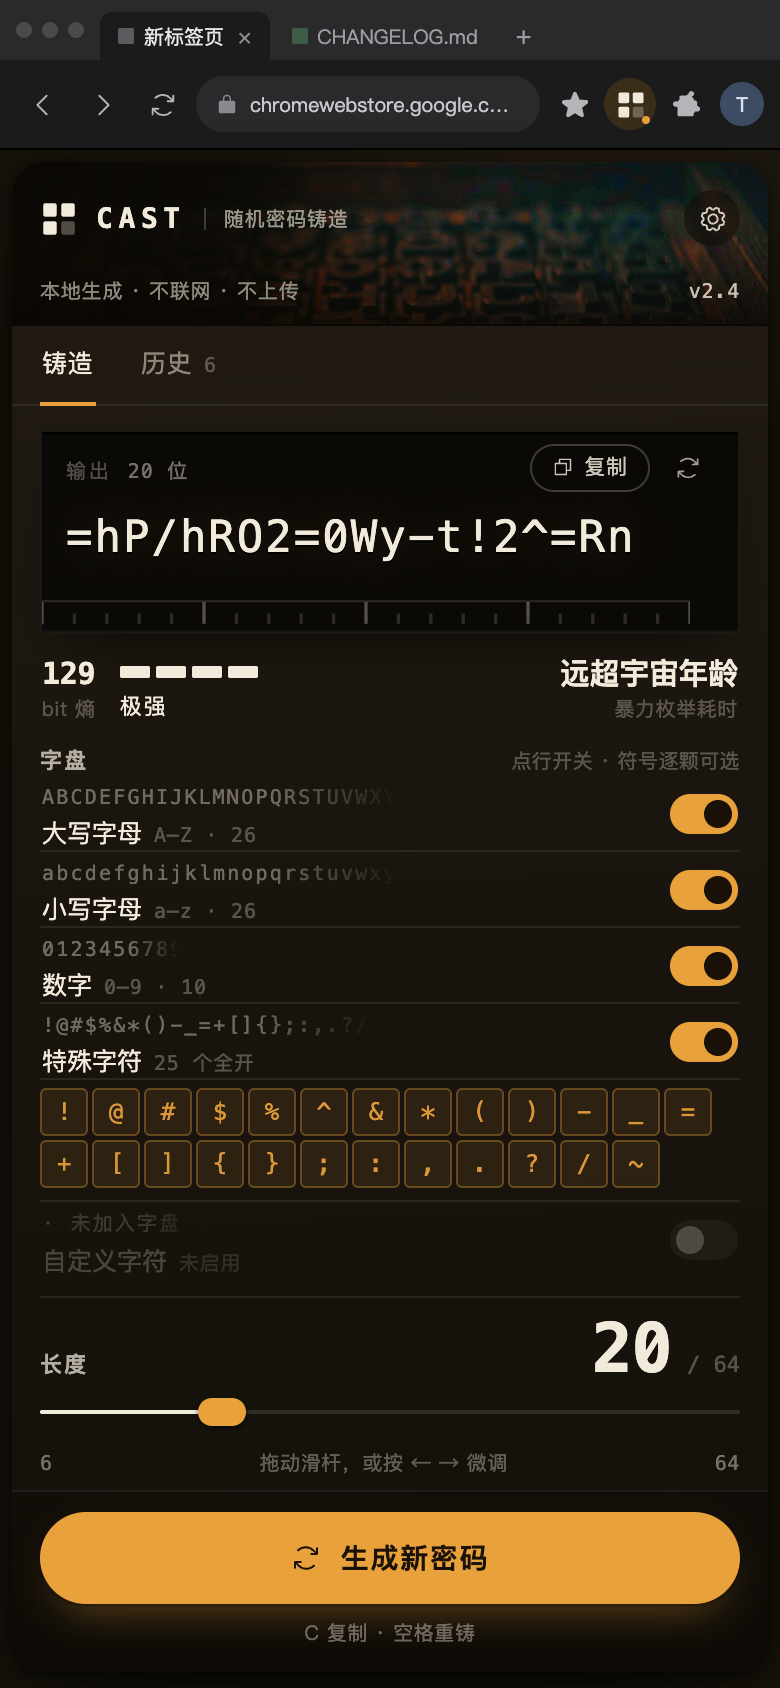 新标签页
CHANGELOG.md
chromewebstore.google.c...
T
CAST 随机密码铸造
本地生成 · 不联网 · 不上传 v2.4
铸造 历史 6
输出 20 位 复制
=hP/hRO2=0Wy-t!2^=Rn
129 远超宇宙年龄
bit 熵 极强 暴力枚举耗时
字盘 点行开关 · 符号逐颗可选
ABCDEFGHIJKLMNOPQRSTUVWXY
大写字母 A–Z · 26
abcdefghijklmnopqrstuvwxy
小写字母 a–z · 26
0123456789
数字 0–9 · 10
!@#$%&*()-_=+[]{};:,.?/
特殊字符 25 个全开
! @ # $ % ^ & * ( ) - _ =
+ [ ] { } ; : , . ? / ~
· 未加入字盘
自定义字符 未启用
长度 20 / 64
6 拖动滑杆，或按 ← → 微调 64
生成新密码
C 复制 · 空格重铸